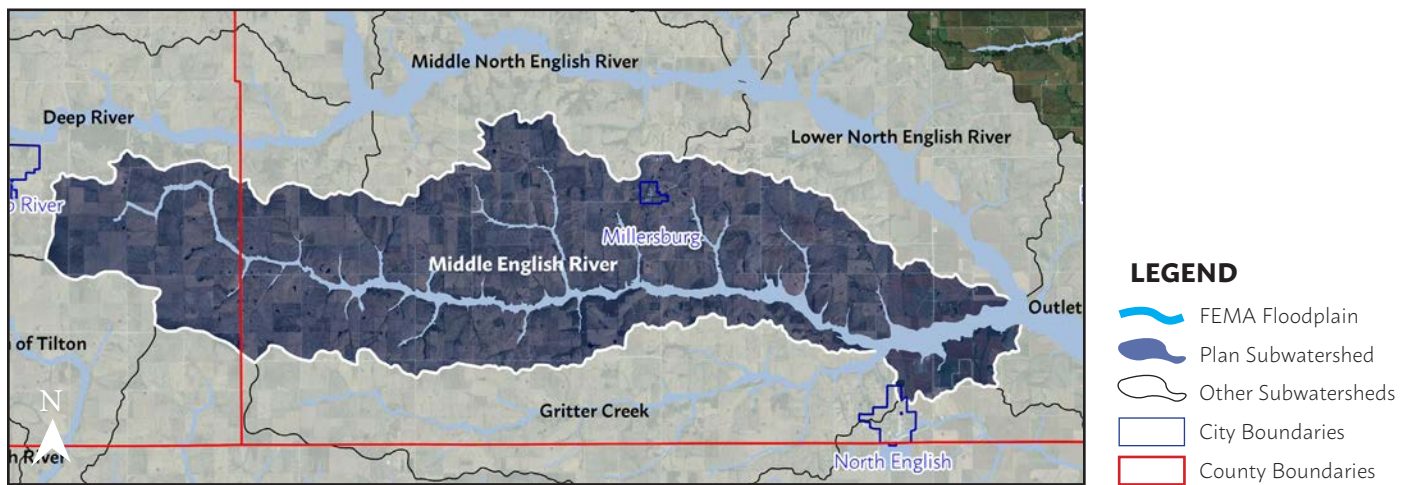 Middle North English River
Deep River
Lower North English River
River
Millersburg
Middle English River
Outlet
of Tilton
Gritter Creek
N
River
North English
LEGEND
FEMA Floodplain
Plan Subwatershed
Other Subwatersheds
City Boundaries
County Boundaries